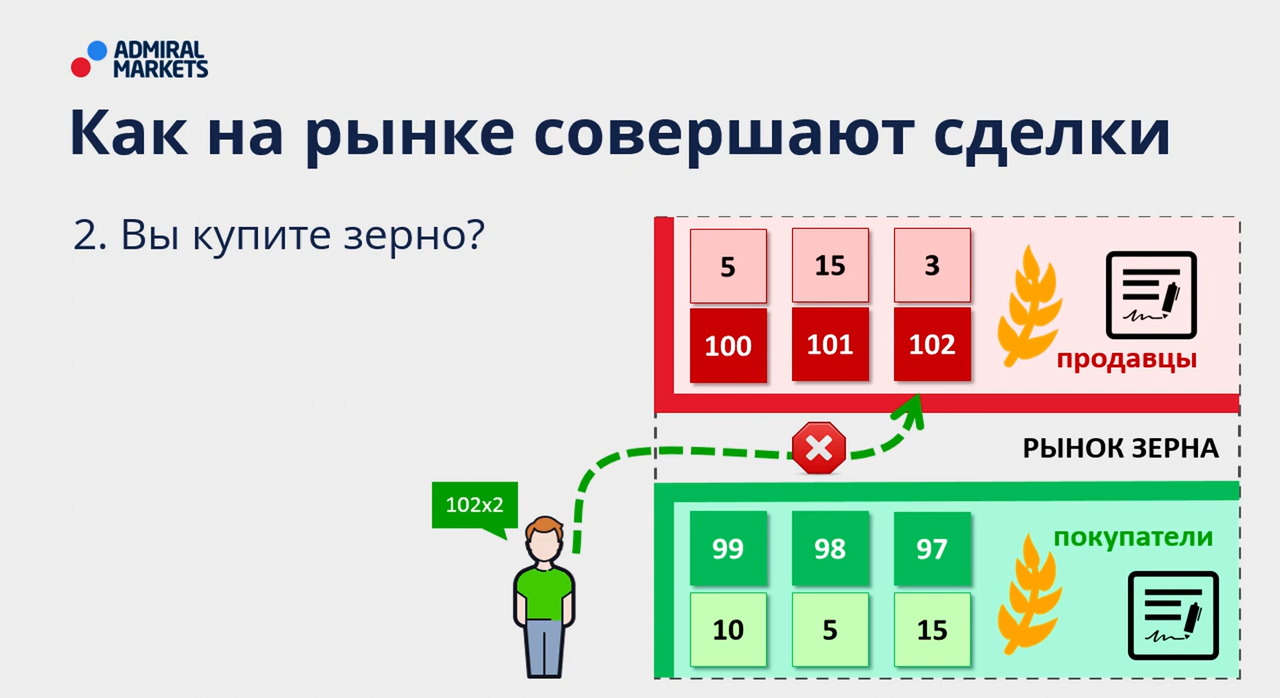 ADMIRAL
MARKETS
Как на рынке совершают сделки
2. Вы купите зерно?
5 15 3
100 101 102
продавцы
РЫНОК ЗЕРНА
102x2
99 98 97
покупатели
10 5 15